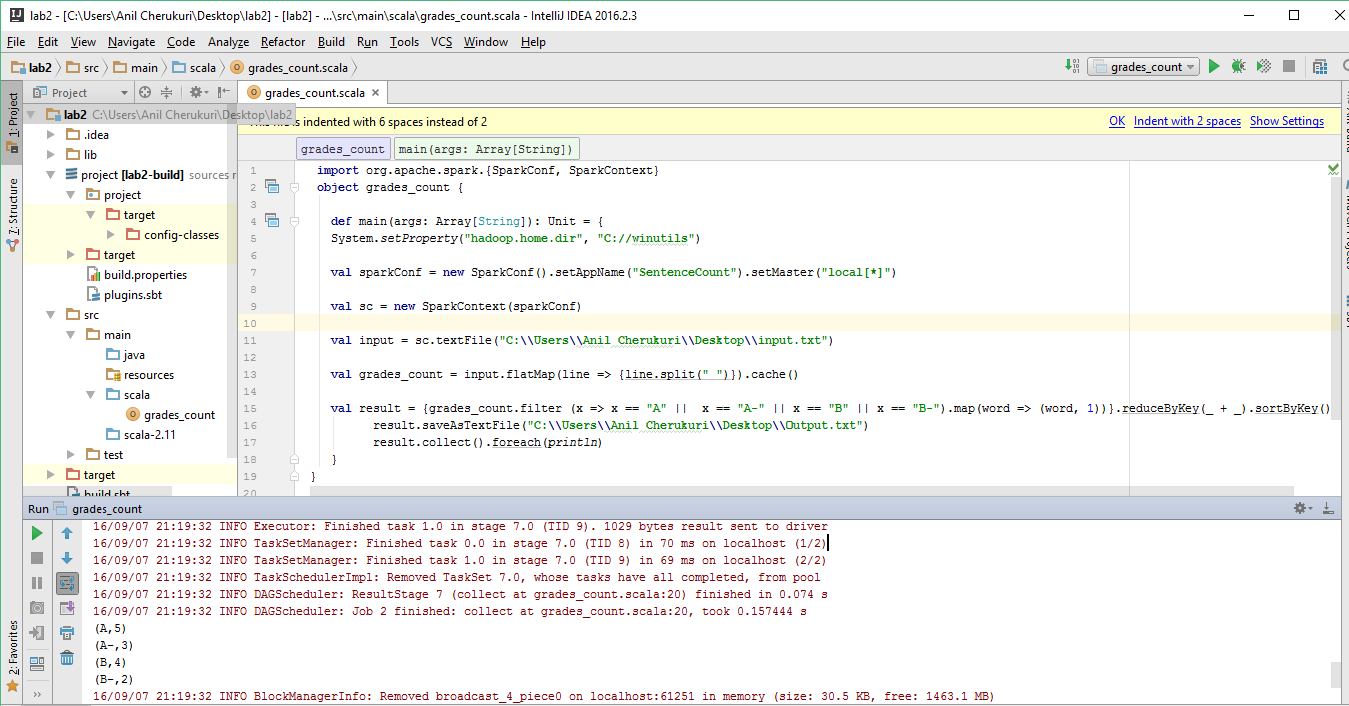 lab2 - [C:\Users\Anil Cherukuri\Desktop\lab2] - [lab2] - ...\src\main\scala\grades_count.scala - IntelliJ IDEA 2016.2.3
File Edit View Navigate Code Analyze Refactor Build Run Tools VCS Window Help
lab2 src main scala grades_count.scala
grades_count
Project
grades_count.scala
1: Project
7: Structure
2: Favorites
lab2 C:\Users\Anil Cherukuri\Desktop\lab2
.idea
lib
project [lab2-build] sources
project
target
config-classes
target
build.properties
plugins.sbt
src
main
java
resources
scala
grades_count
scala-2.11
test
target
build.sbt
is indented with 6 spaces instead of 2
OK Indent with 2 spaces Show Settings
grades_count main(args: Array[String])
1 import org.apache.spark.{SparkConf, SparkContext}
2 object grades_count {
3
4 def main(args: Array[String]): Unit = {
5 System.setProperty("hadoop.home.dir", "C://winutils")
6
7 val sparkConf = new SparkConf().setAppName("SentenceCount").setMaster("local[*]")
8
9 val sc = new SparkContext(sparkConf)
10
11 val input = sc.textFile("C:\\Users\\Anil Cherukuri\\Desktop\\input.txt")
12
13 val grades_count = input.flatMap(line => {line.split(" ")}).cache()
14
15 val result = {grades_count.filter (x => x == "A" || x == "A-" || x == "B" || x == "B-").map(word => (word, 1))}.reduceByKey(_ + _).sortByKey()
16 result.saveAsTextFile("C:\\Users\\Anil Cherukuri\\Desktop\\Output.txt")
17 result.collect().foreach(println)
18 }
19 }
20
Run grades_count
16/09/07 21:19:32 INFO Executor: Finished task 1.0 in stage 7.0 (TID 9). 1029 bytes result sent to driver
16/09/07 21:19:32 INFO TaskSetManager: Finished task 0.0 in stage 7.0 (TID 8) in 70 ms on localhost (1/2)
16/09/07 21:19:32 INFO TaskSetManager: Finished task 1.0 in stage 7.0 (TID 9) in 69 ms on localhost (2/2)
16/09/07 21:19:32 INFO TaskSchedulerImpl: Removed TaskSet 7.0, whose tasks have all completed, from pool
16/09/07 21:19:32 INFO DAGScheduler: ResultStage 7 (collect at grades_count.scala:20) finished in 0.074 s
16/09/07 21:19:32 INFO DAGScheduler: Job 2 finished: collect at grades_count.scala:20, took 0.157444 s
(A,5)
(A-,3)
(B,4)
(B-,2)
16/09/07 21:19:32 INFO BlockManagerInfo: Removed broadcast_4_piece0 on localhost:61251 in memory (size: 30.5 KB, free: 1463.1 MB)